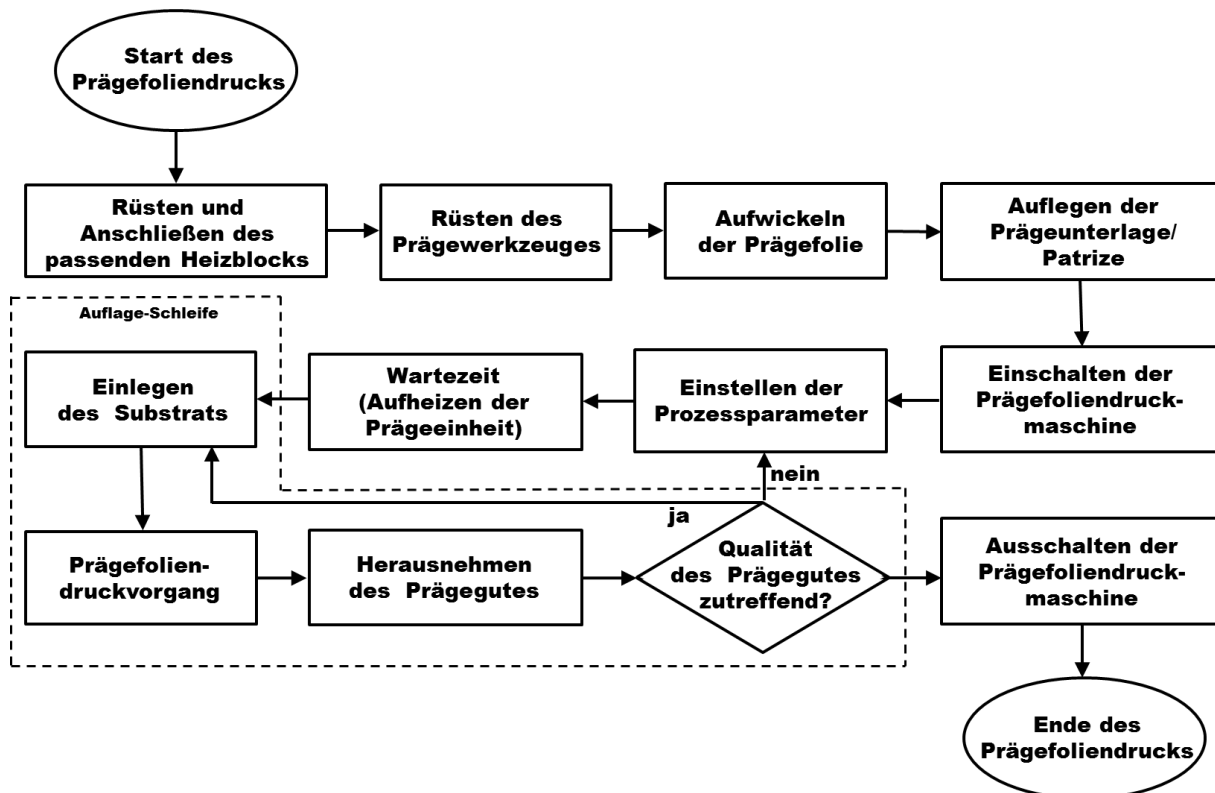 Start des
Prägefoliendrucks
Rüsten und
Anschließen des
passenden Heizblocks
Rüsten des
Prägewerkzeuges
Aufwickeln
der Prägefolie
Auflegen der
Prägeunterlage/
Patrize
Einschalten der
Prägefoliendruck-
maschine
Einstellen der
Prozessparameter
Wartezeit
(Aufheizen der
Prägeeinheit)
Auflage-Schleife
Einlegen
des Substrats
Prägefolien-
druckvorgang
Herausnehmen
des Prägegutes
Qualität
des Prägegutes
zutreffend?
nein
ja
Ausschalten der
Prägefoliendruck-
maschine
Ende des
Prägefoliendrucks